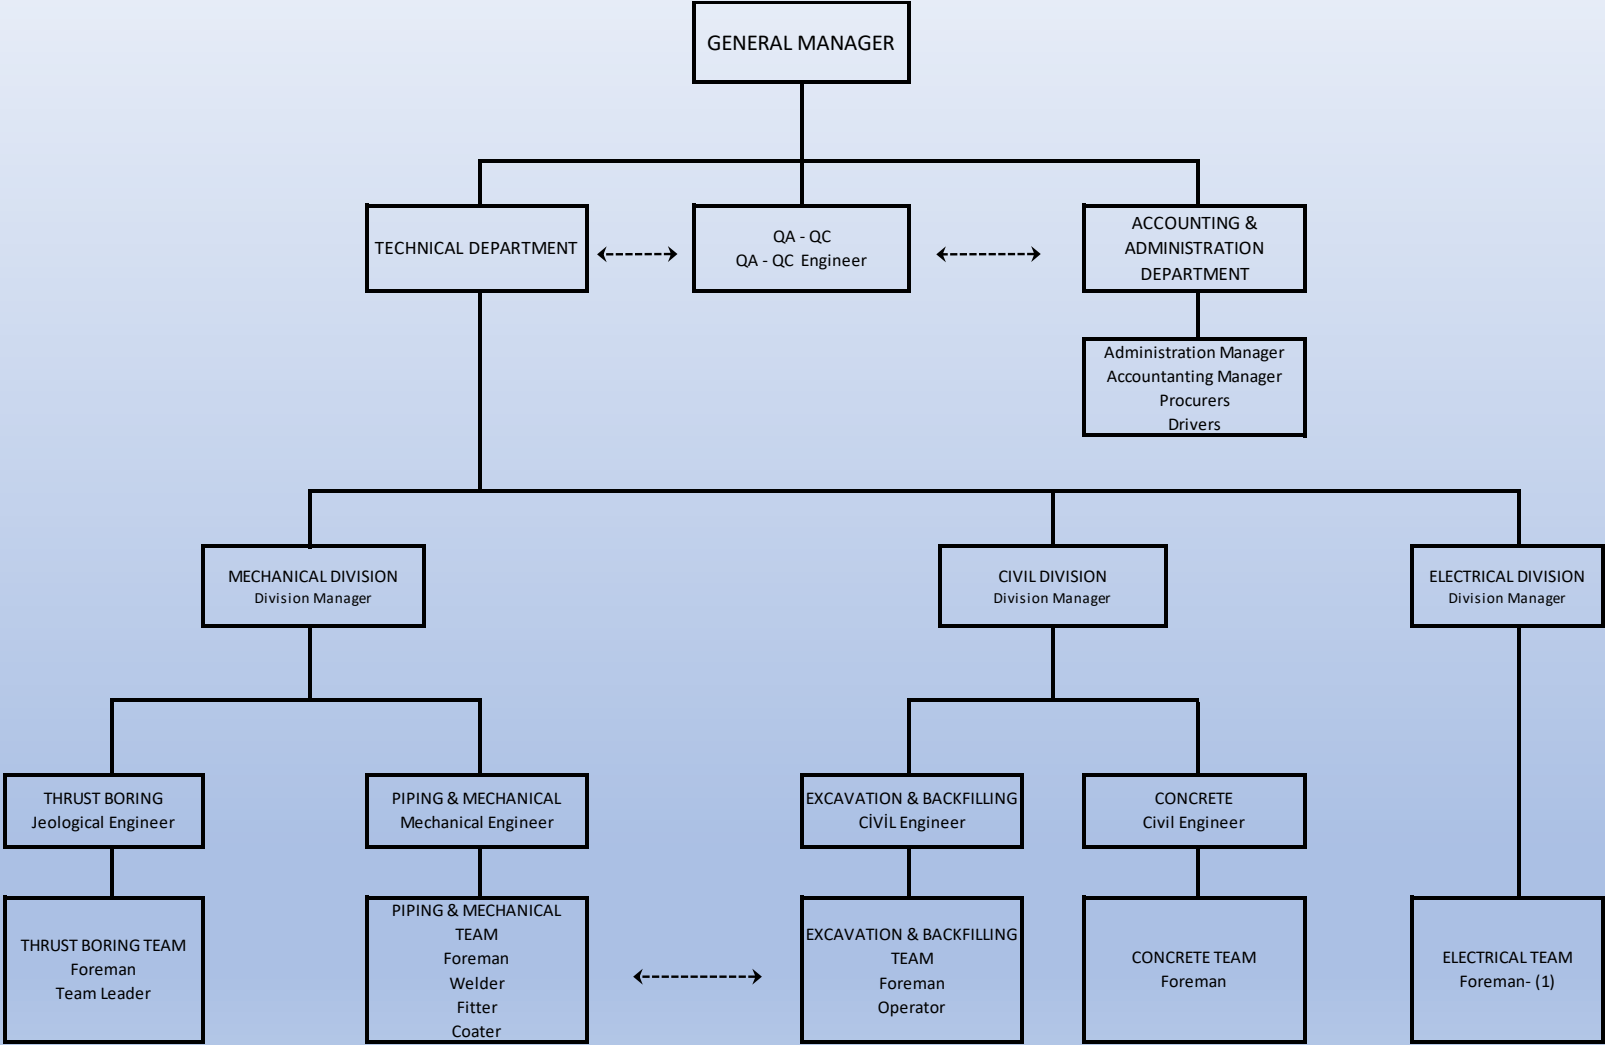 GENERAL MANAGER
TECHNICAL DEPARTMENT
QA - QC
QA - QC Engineer
ACCOUNTING &
ADMINISTRATION
DEPARTMENT
Administration Manager
Accountanting Manager
Procurers
Drivers
MECHANICAL DIVISION
Division Manager
CIVIL DIVISION
Division Manager
ELECTRICAL DIVISION
Division Manager
THRUST BORING
Jeological Engineer
PIPING & MECHANICAL
Mechanical Engineer
EXCAVATION & BACKFILLING
CİVİL Engineer
CONCRETE
Civil Engineer
THRUST BORING TEAM
Foreman
Team Leader
PIPING & MECHANICAL
TEAM
Foreman
Welder
Fitter
Coater
EXCAVATION & BACKFILLING
TEAM
Foreman
Operator
CONCRETE TEAM
Foreman
ELECTRICAL TEAM
Foreman- (1)